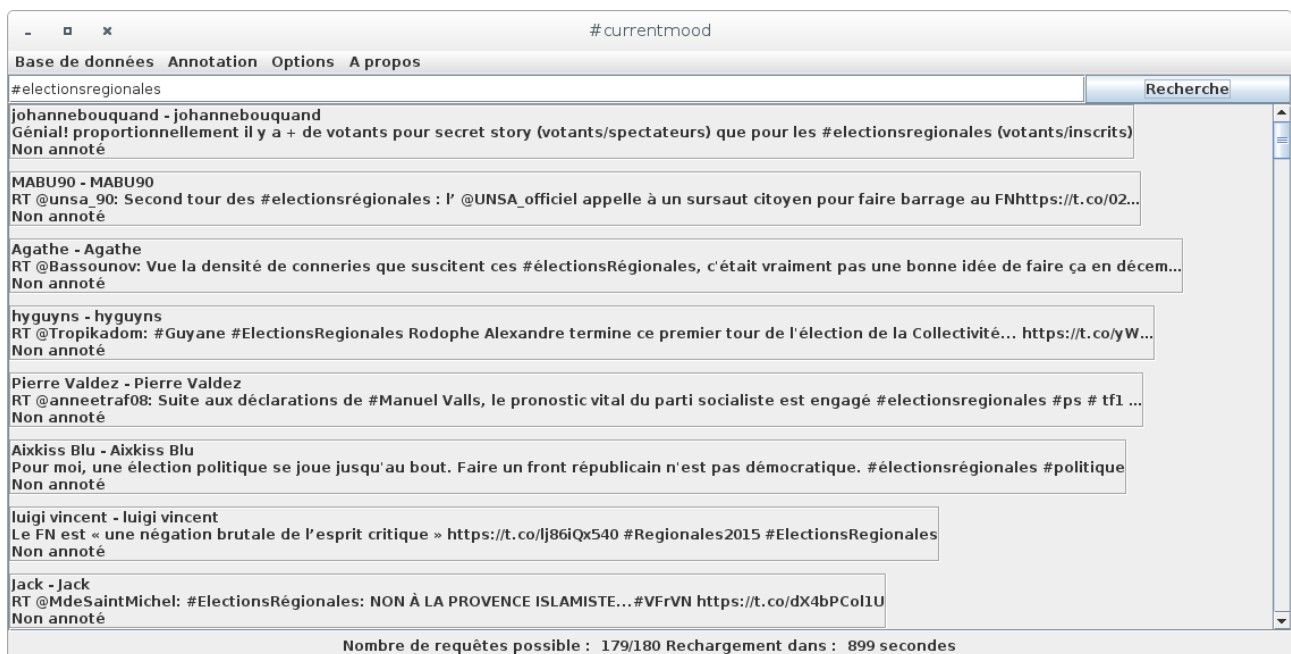 #currentmood
Base de données Annotation Options A propos
#electionsregionales Recherche
johannebouquand - johannebouquand
Génial! proportionnellement il y a + de votants pour secret story (votants/spectateurs) que pour les #electionsregionales (votants/inscrits)
Non annoté
MABU90 - MABU90
RT @unsa_90: Second tour des #electionsrégionales : l’ @UNSA_officiel appelle à un sursaut citoyen pour faire barrage au FNhttps://t.co/02...
Non annoté
Agathe - Agathe
RT @Bassounov: Vue la densité de conneries que suscitent ces #électionsRégionales, c'était vraiment pas une bonne idée de faire ça en décem...
Non annoté
hyguyns - hyguyns
RT @Tropikadom: #Guyane #ElectionsRegionales Rodophe Alexandre termine ce premier tour de l'élection de la Collectivité... https://t.co/yW...
Non annoté
Pierre Valdez - Pierre Valdez
RT @anneetraf08: Suite aux déclarations de #Manuel Valls, le pronostic vital du parti socialiste est engagé #electionsregionales #ps # tf1 ...
Non annoté
Aixkiss Blu - Aixkiss Blu
Pour moi, une élection politique se joue jusqu'au bout. Faire un front républicain n'est pas démocratique. #électionsrégionales #politique
Non annoté
luigi vincent - luigi vincent
Le FN est « une négation brutale de l’esprit critique » https://t.co/lj86iQx540 #Regionales2015 #ElectionsRegionales
Non annoté
Jack - Jack
RT @MdeSaintMichel: #ElectionsRégionales: NON À LA PROVENCE ISLAMISTE...#VFrVN https://t.co/dX4bPCol1U
Non annoté
Nombre de requêtes possible : 179/180 Rechargement dans : 899 secondes